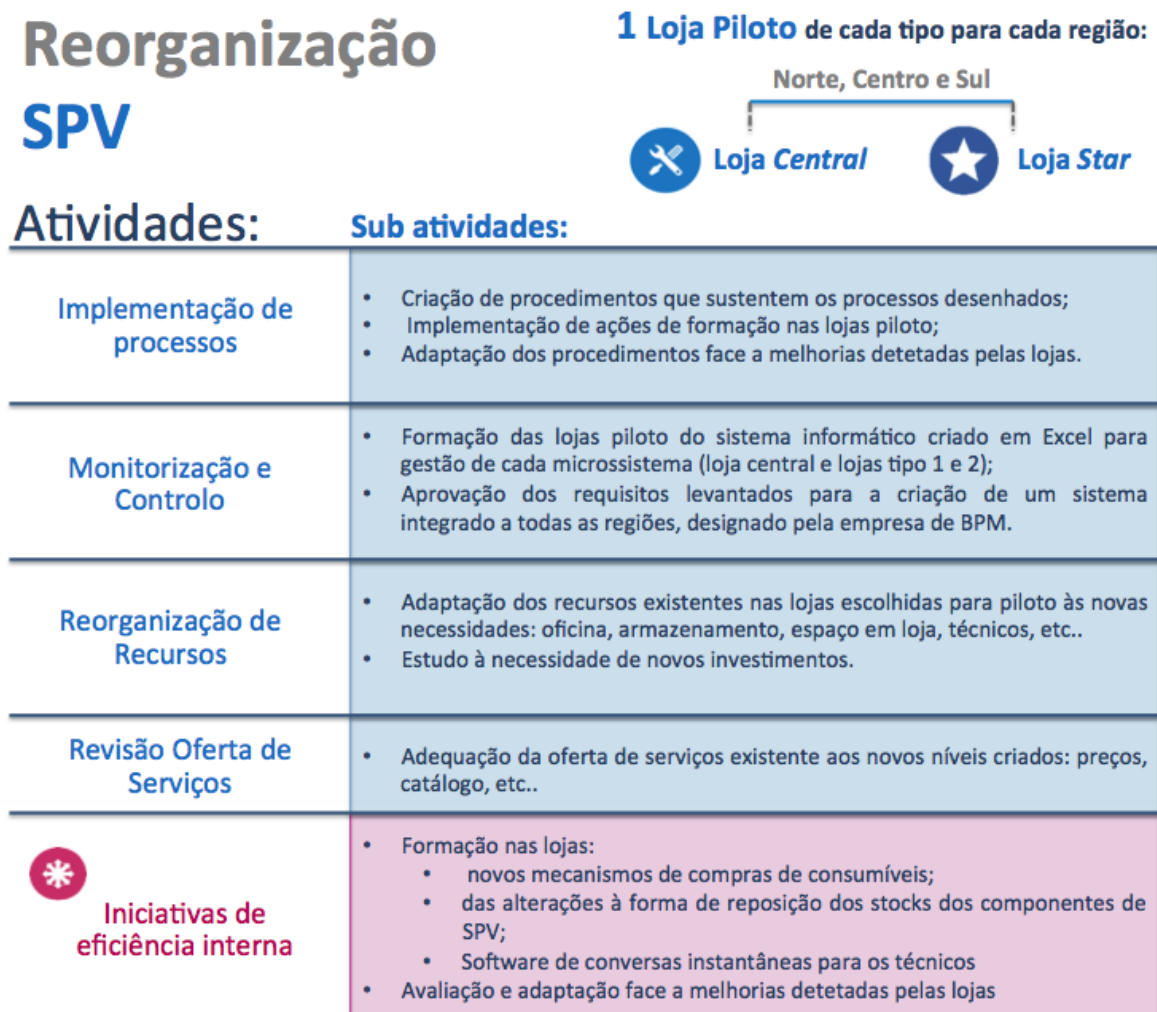 Reorganização
SPV
1 Loja Piloto de cada tipo para cada região:
Norte, Centro e Sul
Loja Central
Loja Star
Atividades:
Sub atividades:
Implementação de
processos
• Criação de procedimentos que sustentem os processos desenhados;
• Implementação de ações de formação nas lojas piloto;
• Adaptação dos procedimentos face a melhorias detetadas pelas lojas.
Monitorização e
Controlo
• Formação das lojas piloto do sistema informático criado em Excel para
gestão de cada microssistema (loja central e lojas tipo 1 e 2);
• Aprovação dos requisitos levantados para a criação de um sistema
integrado a todas as regiões, designado pela empresa de BPM.
Reorganização de
Recursos
• Adaptação dos recursos existentes nas lojas escolhidas para piloto às novas
necessidades: oficina, armazenamento, espaço em loja, técnicos, etc..
• Estudo à necessidade de novos investimentos.
Revisão Oferta de
Serviços
• Adequação da oferta de serviços existente aos novos níveis criados: preços,
catálogo, etc..
Iniciativas de
eficiência interna
• Formação nas lojas:
• novos mecanismos de compras de consumíveis;
• das alterações à forma de reposição dos stocks dos componentes de
SPV;
• Software de conversas instantâneas para os técnicos
• Avaliação e adaptação face a melhorias detetadas pelas lojas